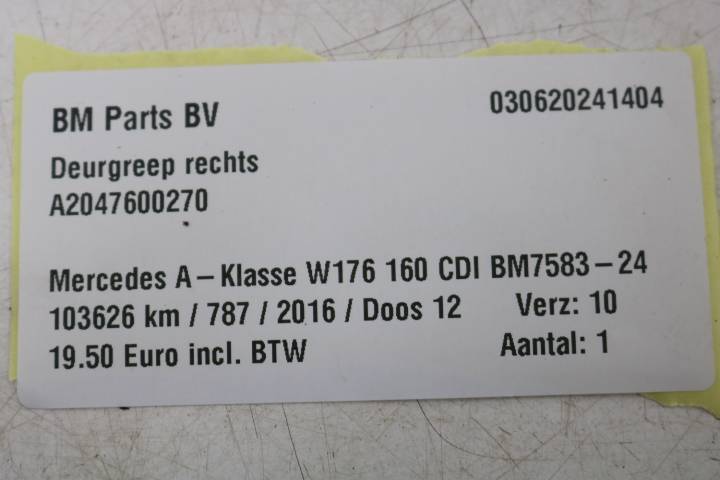 BM Parts BV 030620241404
Deurgreep rechts
A2047600270
Mercedes A-Klasse W176 160 CDI BM7583-24
103626 km / 787 / 2016 / Doos 12 Verz: 10
19.50 Euro incl. BTW Aantal: 1